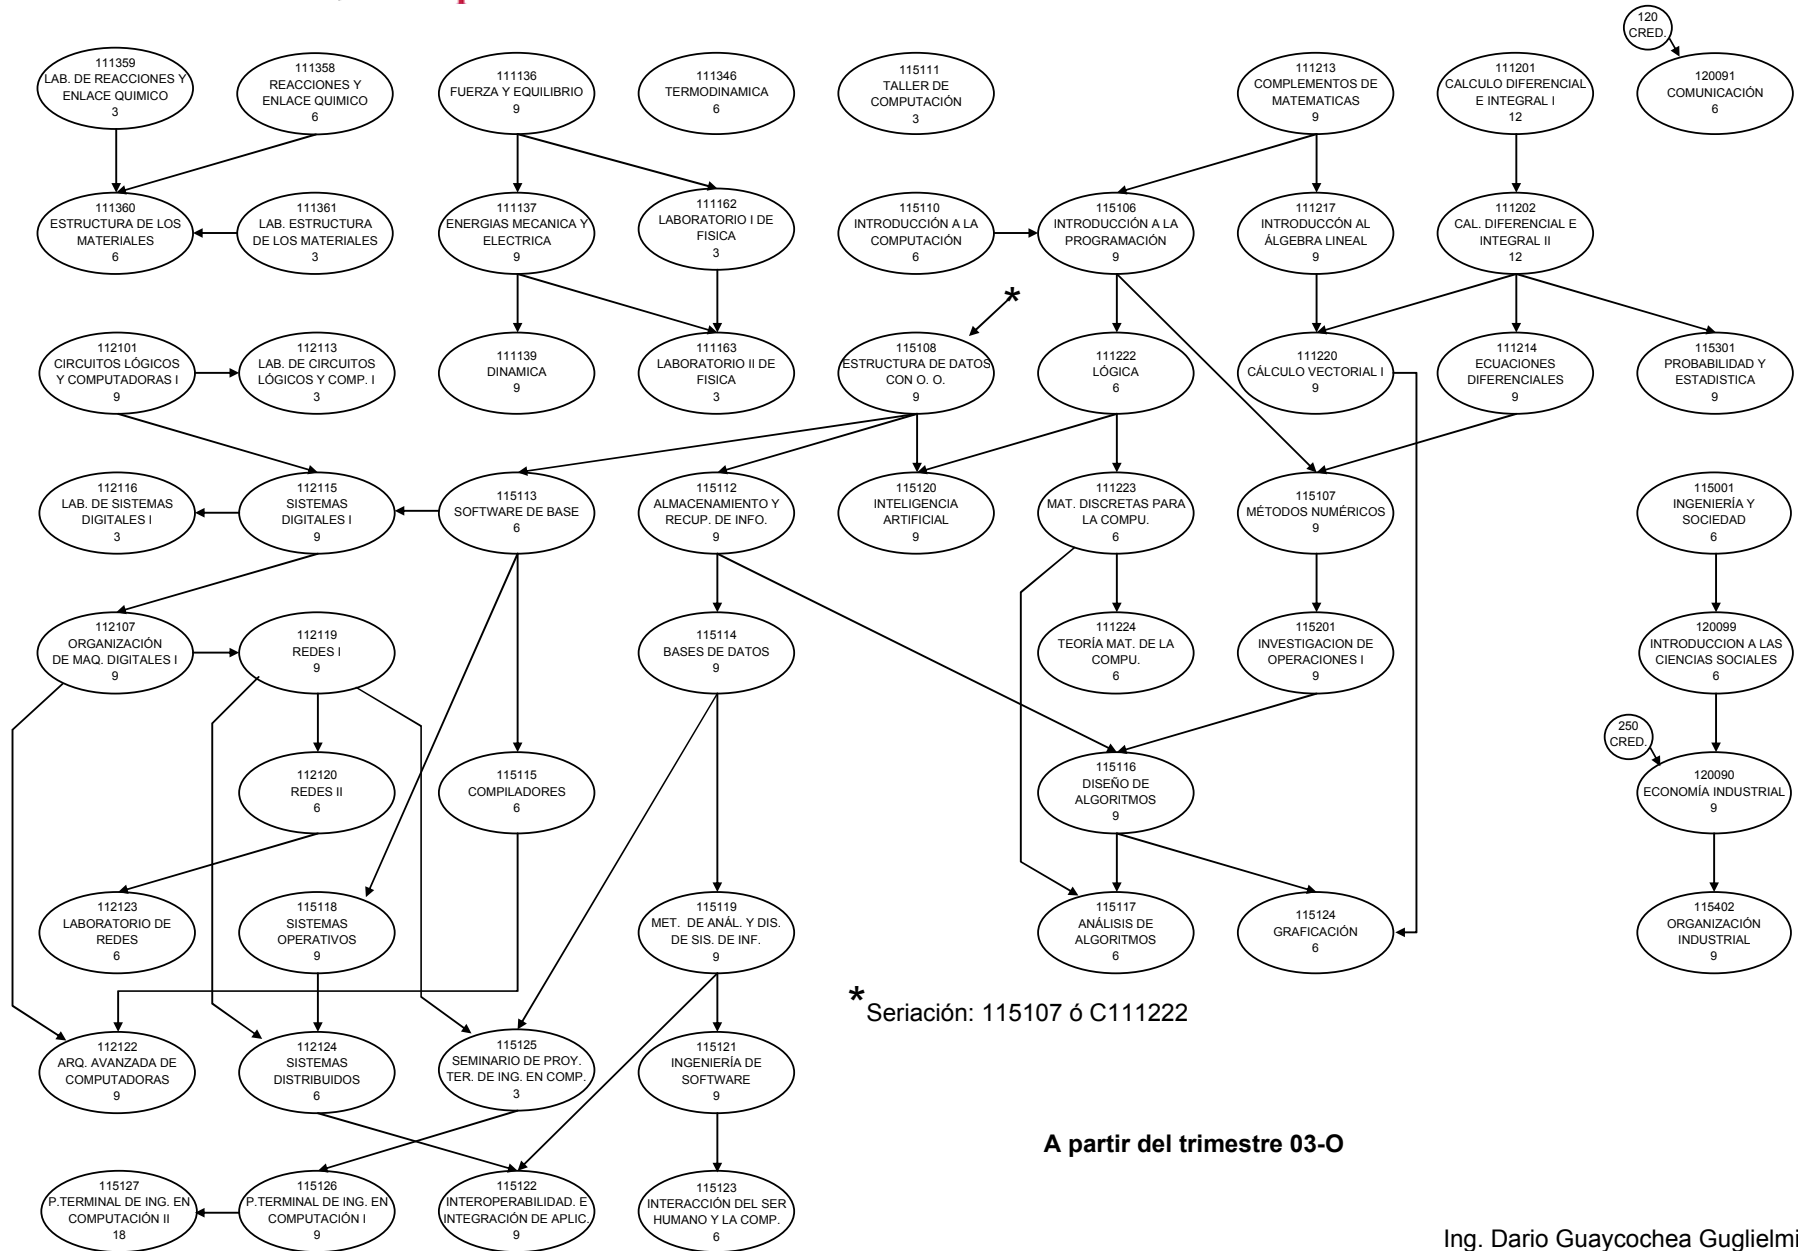 120
CRED.
111359
LAB. DE REACCIONES Y
ENLACE QUIMICO
3
111358
REACCIONES Y
ENLACE QUIMICO
6
111136
FUERZA Y EQUILIBRIO
9
111346
TERMODINAMICA
6
115111
TALLER DE
COMPUTACIÓN
3
111213
COMPLEMENTOS DE
MATEMATICAS
9
111201
CALCULO DIFERENCIAL
E INTEGRAL I
12
120091
COMUNICACIÓN
6
111360
ESTRUCTURA DE LOS
MATERIALES
6
111361
LAB. ESTRUCTURA
DE LOS MATERIALES
3
111137
ENERGIAS MECANICA Y
ELECTRICA
9
111162
LABORATORIO I DE
FISICA
3
115110
INTRODUCCIÓN A LA
COMPUTACIÓN
6
115106
INTRODUCCIÓN A LA
PROGRAMACIÓN
9
111217
INTRODUCCÓN AL
ÁLGEBRA LINEAL
9
111202
CAL. DIFERENCIAL E
INTEGRAL II
12
*
112101
CIRCUITOS LÓGICOS
Y COMPUTADORAS I
9
112113
LAB. DE CIRCUITOS
LÓGICOS Y COMP. I
3
111139
DINAMICA
9
111163
LABORATORIO II DE
FISICA
3
115108
ESTRUCTURA DE DATOS
CON O. O.
9
111222
LÓGICA
6
111220
CÁLCULO VECTORIAL I
9
111214
ECUACIONES
DIFERENCIALES
9
115301
PROBABILIDAD Y
ESTADISTICA
9
112116
LAB. DE SISTEMAS
DIGITALES I
3
112115
SISTEMAS
DIGITALES I
9
115113
SOFTWARE DE BASE
6
115112
ALMACENAMIENTO Y
RECUP. DE INFO.
9
115120
INTELIGENCIA
ARTIFICIAL
9
111223
MAT. DISCRETAS PARA
LA COMPU.
6
115107
MÉTODOS NUMÉRICOS
9
115001
INGENIERÍA Y
SOCIEDAD
6
112107
ORGANIZACIÓN
DE MAQ. DIGITALES I
9
112119
REDES I
9
115114
BASES DE DATOS
9
111224
TEORÍA MAT. DE LA
COMPU.
6
115201
INVESTIGACION DE
OPERACIONES I
9
120099
INTRODUCCION A LAS
CIENCIAS SOCIALES
6
250
CRED.
112120
REDES II
6
115115
COMPILADORES
6
115116
DISEÑO DE
ALGORITMOS
9
120090
ECONOMÍA INDUSTRIAL
9
112123
LABORATORIO DE
REDES
6
115118
SISTEMAS
OPERATIVOS
9
115119
MET. DE ANÁL. Y DIS.
DE SIS. DE INF.
9
115117
ANÁLISIS DE
ALGORITMOS
6
115124
GRAFICACIÓN
6
115402
ORGANIZACIÓN
INDUSTRIAL
9
*Seriación: 115107 ó C111222
112122
ARQ. AVANZADA DE
COMPUTADORAS
9
112124
SISTEMAS
DISTRIBUIDOS
6
115125
SEMINARIO DE PROY.
TER. DE ING. EN COMP.
3
115121
INGENIERÍA DE
SOFTWARE
9
A partir del trimestre 03-O
115127
P.TERMINAL DE ING. EN
COMPUTACIÓN II
18
115126
P.TERMINAL DE ING. EN
COMPUTACIÓN I
9
115122
INTEROPERABILIDAD. E
INTEGRACIÓN DE APLIC.
9
115123
INTERACCIÓN DEL SER
HUMANO Y LA COMP.
6
Ing. Dario Guaycochea Guglielmi